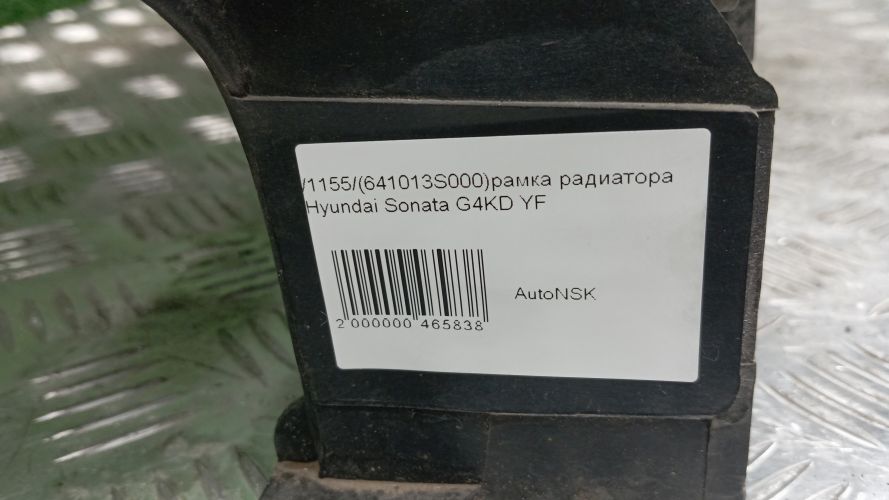 /1155/(641013S000)рамка радиатора
Hyundai Sonata G4KD YF
AutoNSK
2 000000 465838